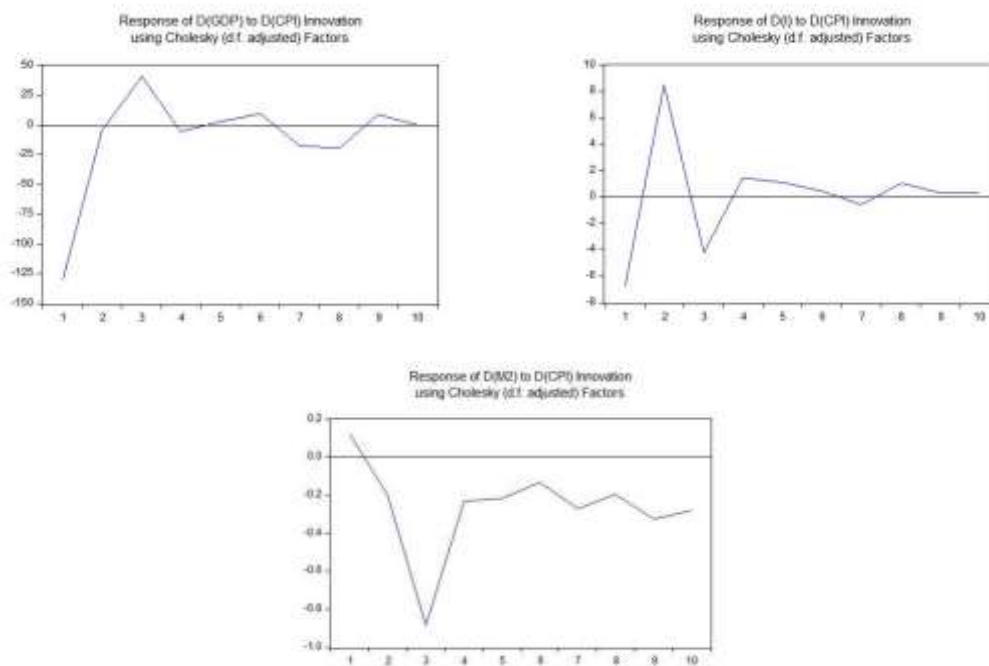 Response of D(GDP) to D(CPI) Innovation
using Cholesky (d.f. adjusted) Factors
50
25
0
-25
-50
-75
-100
-125
-150
1 2 3 4 5 6 7 8 9 10
Response of D(I) to D(CPI) Innovation
using Cholesky (d.f. adjusted) Factors
10
8
6
4
2
0
-2
-4
-6
-8
1 2 3 4 5 6 7 8 9 10
Response of D(M2) to D(CPI) Innovation
using Cholesky (d.f. adjusted) Factors
0.2
0.0
-0.2
-0.4
-0.6
-0.8
-1.0
1 2 3 4 5 6 7 8 9 10